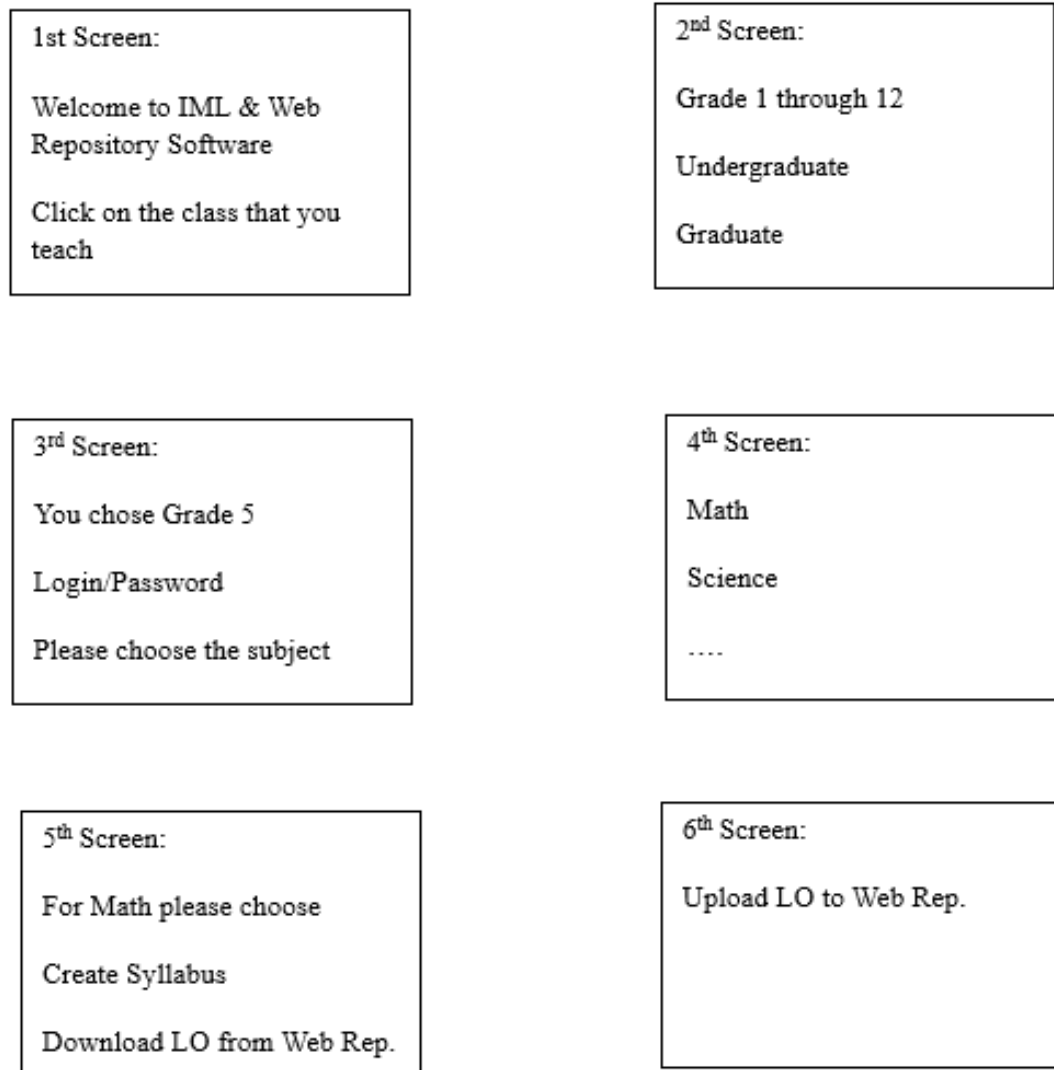 1st Screen:
Welcome to IML & Web
Repository Software
Click on the class that you
teach
2nd Screen:
Grade 1 through 12
Undergraduate
Graduate
3rd Screen:
You chose Grade 5
Login/Password
Please choose the subject
4th Screen:
Math
Science
....
5th Screen:
For Math please choose
Create Syllabus
Download LO from Web Rep.
6th Screen:
Upload LO to Web Rep.